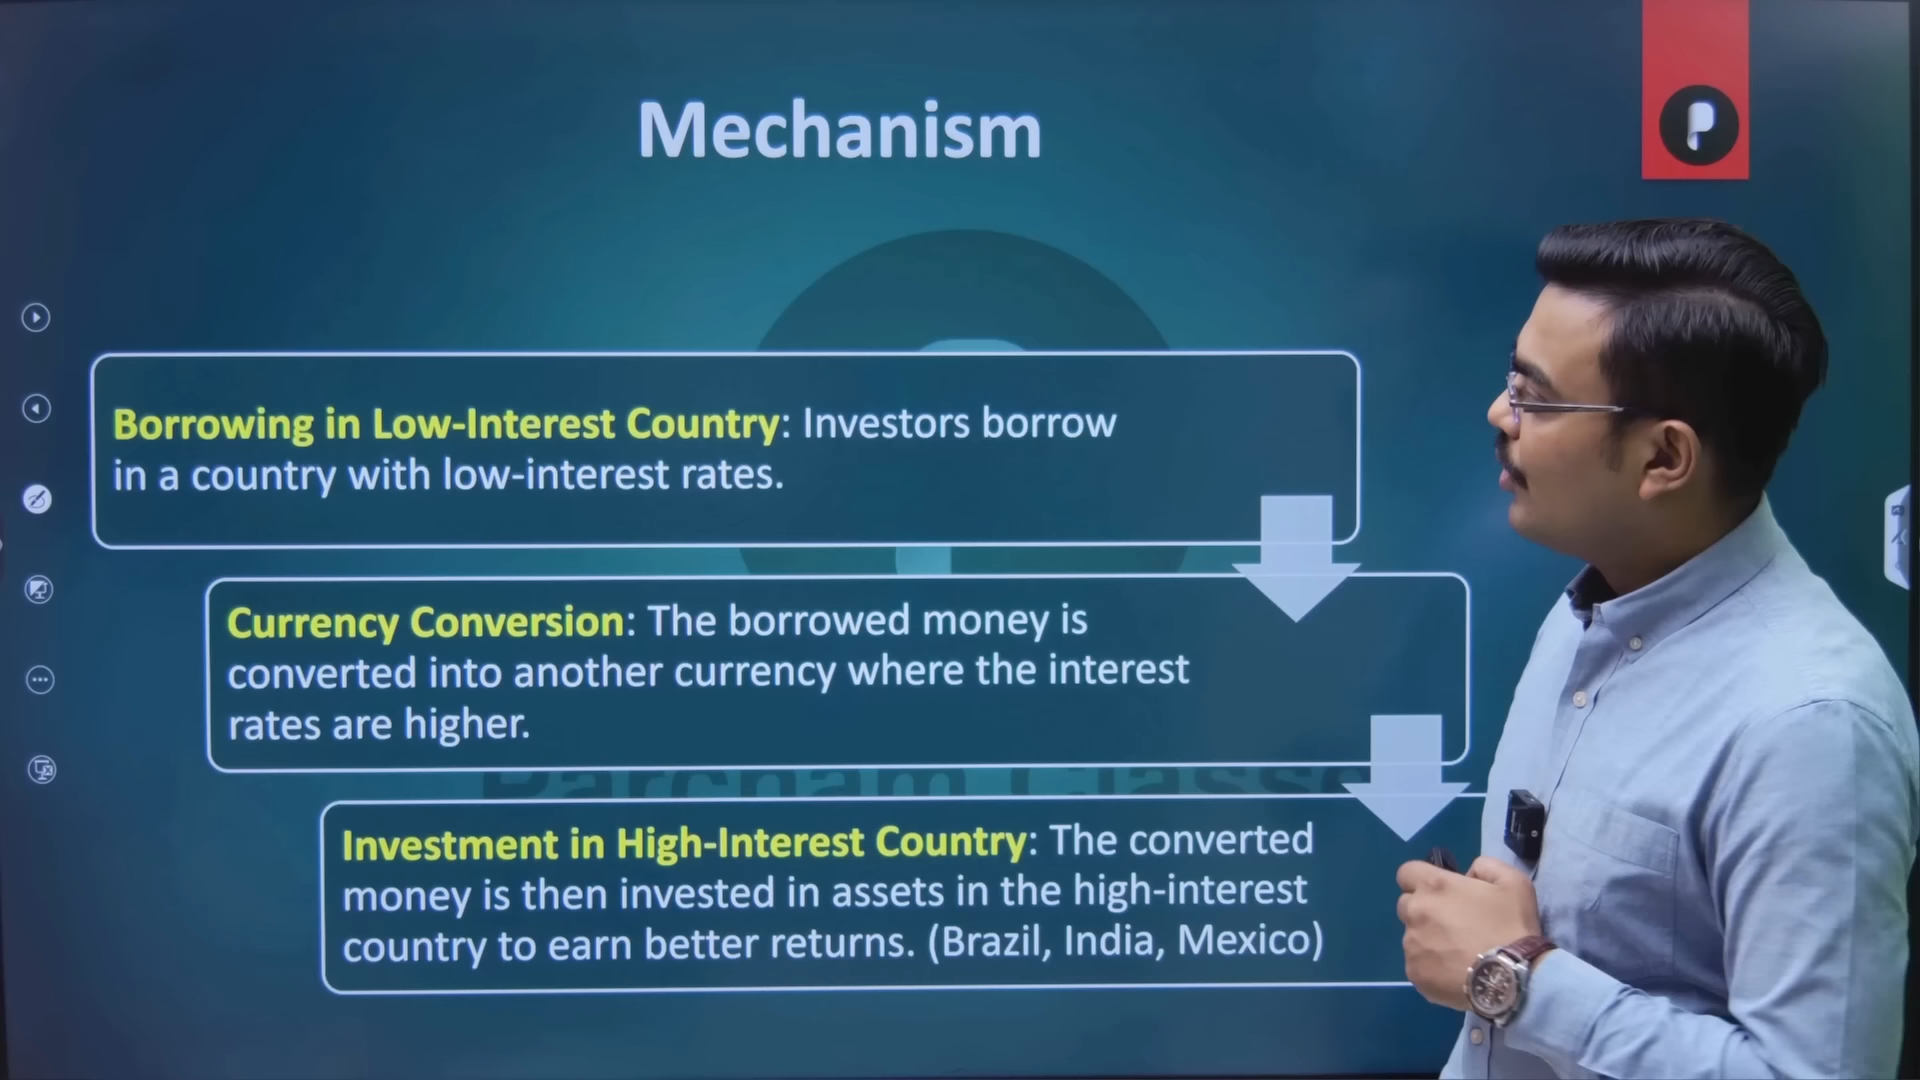 Mechanism
Borrowing in Low-Interest Country: Investors borrow
in a country with low-interest rates.
Currency Conversion: The borrowed money is
converted into another currency where the interest
rates are higher.
Parcham Classe
Investment in High-Interest Country: The converted
money is then invested in assets in the high-interest
country to earn better returns. (Brazil, India, Mexico)